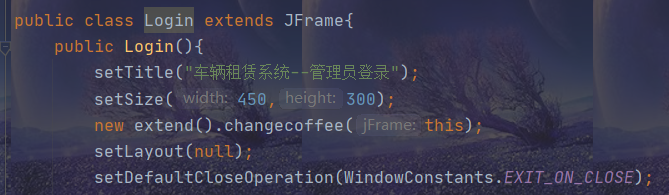 public class Login extends JFrame{
public Login(){
setTitle("车辆租赁系统--管理员登录");
setSize( width: 450, height: 300);
new extend().changecoffee( jFrame: this);
setLayout(null);
setDefaultCloseOperation(WindowConstants.EXIT_ON_CLOSE);